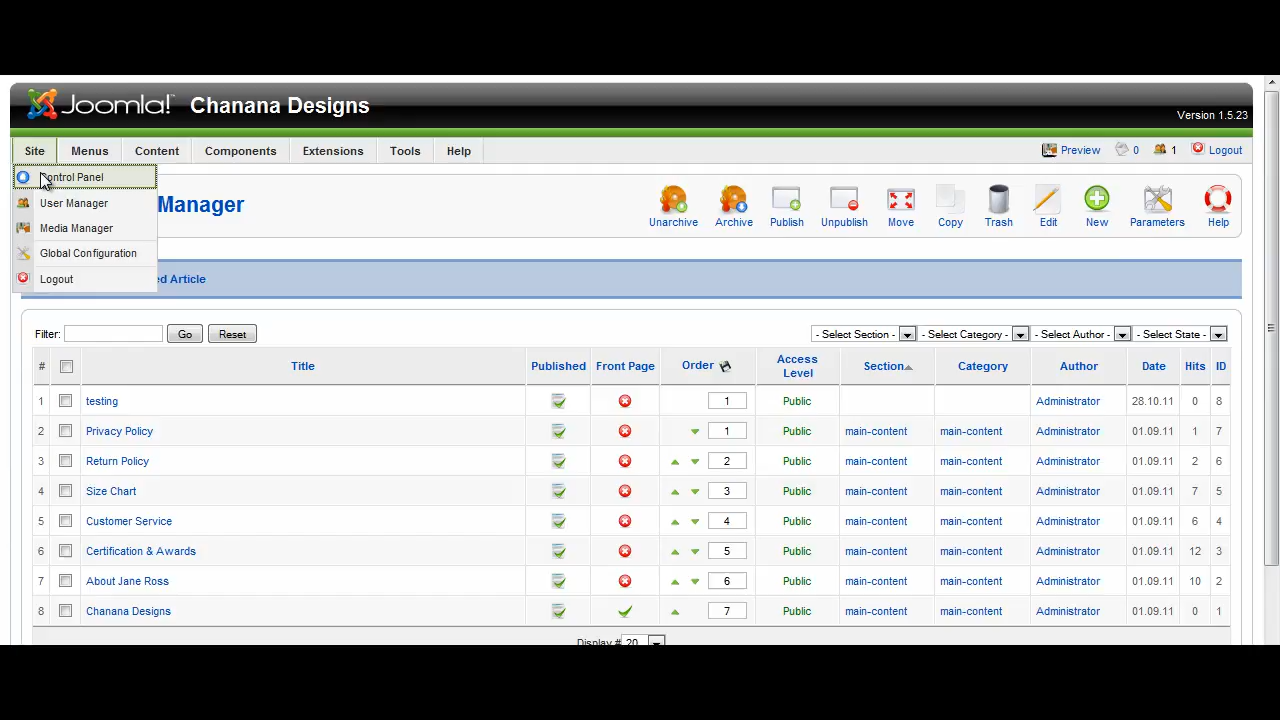 Joomla! Chanana Designs
Version 1.5.23
Site Menus Content Components Extensions Tools Help Preview 0 1 Logout
Control Panel
User Manager
Media Manager
Global Configuration
Logout
Manager
Unarchive Archive Publish Unpublish Move Copy Trash Edit New Parameters Help
Article
Filter: Go Reset - Select Section - - Select Category - - Select Author - - Select State -
# Title Published Front Page Order Access Level Section Category Author Date Hits ID
1 testing 1 Public Administrator 28.10.11 0 8
2 Privacy Policy 1 Public main-content main-content Administrator 01.09.11 1 7
3 Return Policy 2 Public main-content main-content Administrator 01.09.11 2 6
4 Size Chart 3 Public main-content main-content Administrator 01.09.11 7 5
5 Customer Service 4 Public main-content main-content Administrator 01.09.11 6 4
6 Certification & Awards 5 Public main-content main-content Administrator 01.09.11 12 3
7 About Jane Ross 6 Public main-content main-content Administrator 01.09.11 10 2
8 Chanana Designs 7 Public main-content main-content Administrator 01.09.11 0 1
Display # 20